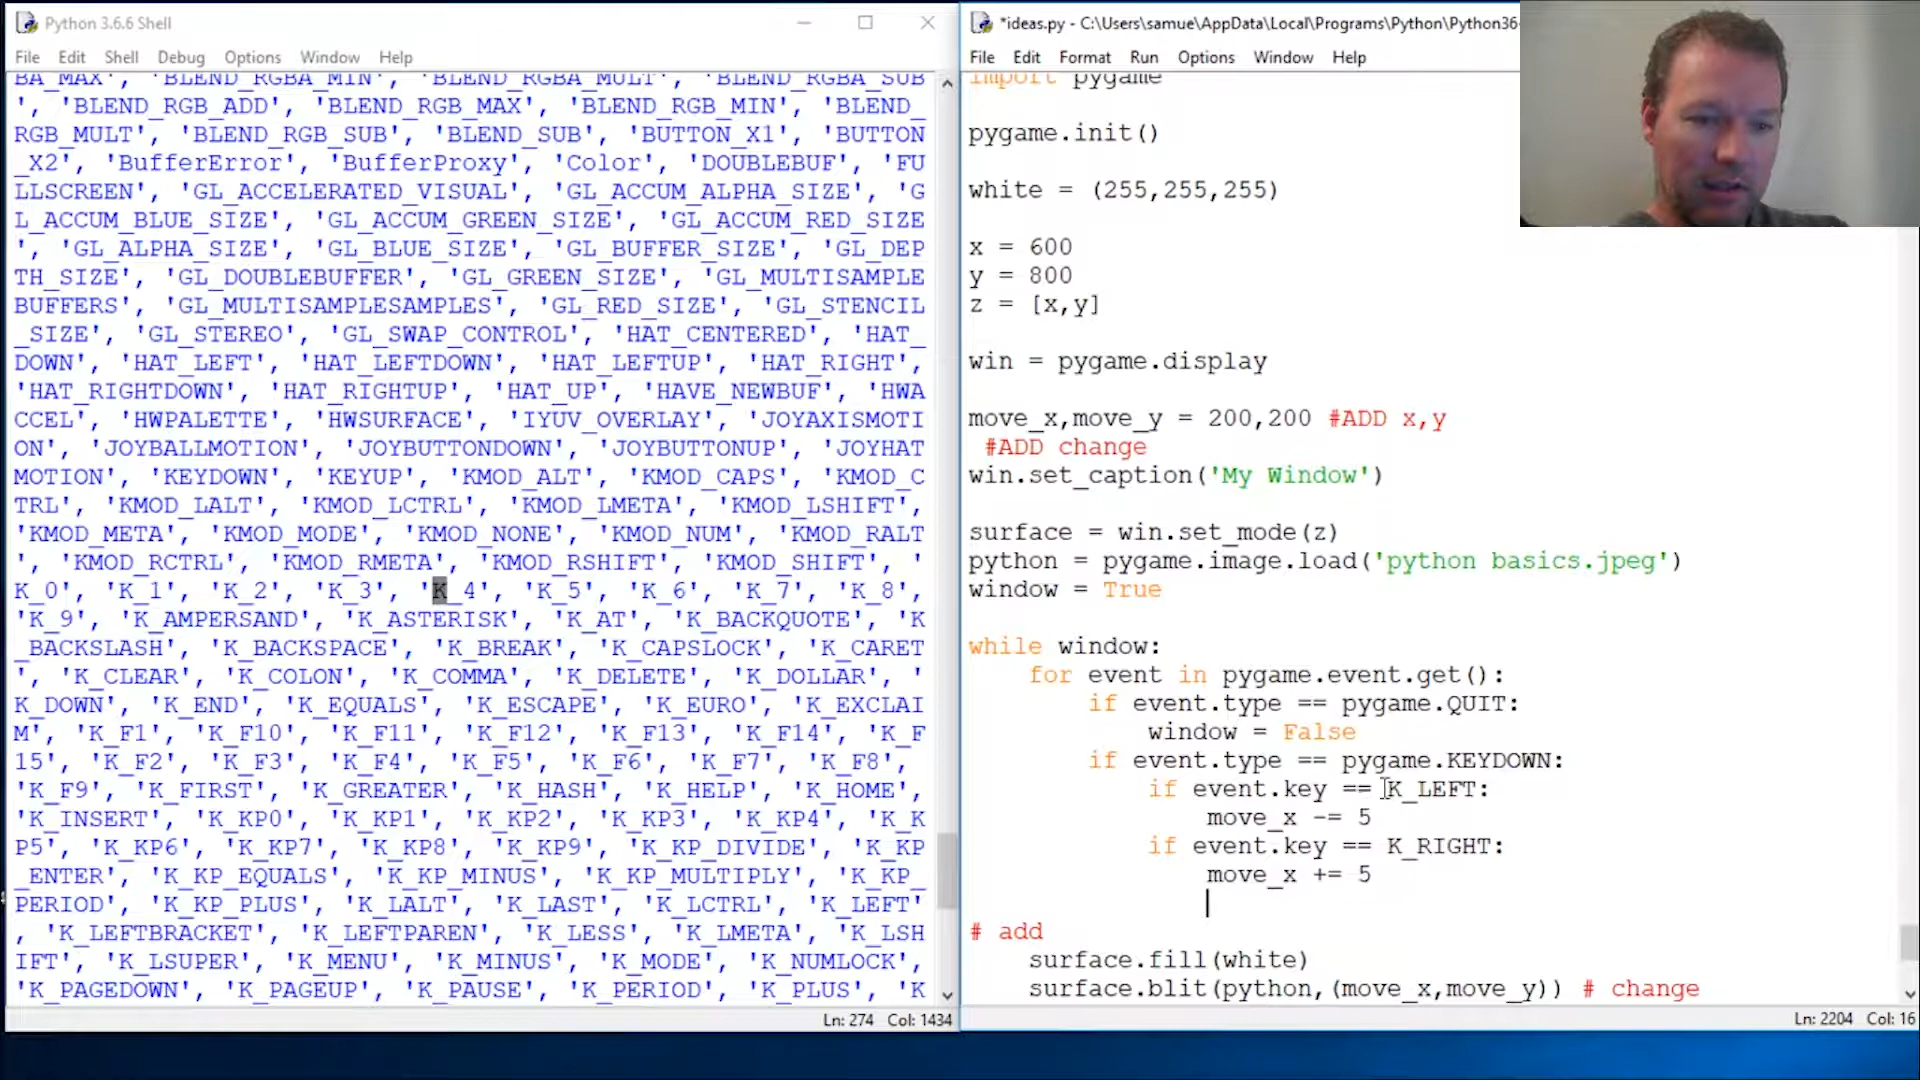 Python 3.6.6 Shell
File Edit Shell Debug Options Window Help
BA_MAX', 'BLEND_RGBA_MIN', 'BLEND_RGBA_MULT', 'BLEND_RGBA_SUB
', 'BLEND_RGB_ADD', 'BLEND_RGB_MAX', 'BLEND_RGB_MIN', 'BLEND_
RGB_MULT', 'BLEND_RGB_SUB', 'BLEND_SUB', 'BUTTON_X1', 'BUTTON
_X2', 'BufferError', 'BufferProxy', 'Color', 'DOUBLEBUF', 'FU
LLSCREEN', 'GL_ACCELERATED_VISUAL', 'GL_ACCUM_ALPHA_SIZE', 'G
L_ACCUM_BLUE_SIZE', 'GL_ACCUM_GREEN_SIZE', 'GL_ACCUM_RED_SIZE
', 'GL_ALPHA_SIZE', 'GL_BLUE_SIZE', 'GL_BUFFER_SIZE', 'GL_DEP
TH_SIZE', 'GL_DOUBLEBUFFER', 'GL_GREEN_SIZE', 'GL_MULTISAMPLE
BUFFERS', 'GL_MULTISAMPLESAMPLES', 'GL_RED_SIZE', 'GL_STENCIL
_SIZE', 'GL_STEREO', 'GL_SWAP_CONTROL', 'HAT_CENTERED', 'HAT_
DOWN', 'HAT_LEFT', 'HAT_LEFTDOWN', 'HAT_LEFTUP', 'HAT_RIGHT',
'HAT_RIGHTDOWN', 'HAT_RIGHTUP', 'HAT_UP', 'HAVE_NEWBUF', 'HWA
CCEL', 'HWPALETTE', 'HWSURFACE', 'IYUV_OVERLAY', 'JOYAXISMOTI
ON', 'JOYBALLMOTION', 'JOYBUTTONDOWN', 'JOYBUTTONUP', 'JOYHAT
MOTION', 'KEYDOWN', 'KEYUP', 'KMOD_ALT', 'KMOD_CAPS', 'KMOD_C
TRL', 'KMOD_LALT', 'KMOD_LCTRL', 'KMOD_LMETA', 'KMOD_LSHIFT',
'KMOD_META', 'KMOD_MODE', 'KMOD_NONE', 'KMOD_NUM', 'KMOD_RALT
', 'KMOD_RCTRL', 'KMOD_RMETA', 'KMOD_RSHIFT', 'KMOD_SHIFT', '
K_0', 'K_1', 'K_2', 'K_3', 'K_4', 'K_5', 'K_6', 'K_7', 'K_8',
'K_9', 'K_AMPERSAND', 'K_ASTERISK', 'K_AT', 'K_BACKQUOTE', 'K
_BACKSLASH', 'K_BACKSPACE', 'K_BREAK', 'K_CAPSLOCK', 'K_CARET
', 'K_CLEAR', 'K_COLON', 'K_COMMA', 'K_DELETE', 'K_DOLLAR', '
K_DOWN', 'K_END', 'K_EQUALS', 'K_ESCAPE', 'K_EURO', 'K_EXCLAI
M', 'K_F1', 'K_F10', 'K_F11', 'K_F12', 'K_F13', 'K_F14', 'K_F
15', 'K_F2', 'K_F3', 'K_F4', 'K_F5', 'K_F6', 'K_F7', 'K_F8',
'K_F9', 'K_FIRST', 'K_GREATER', 'K_HASH', 'K_HELP', 'K_HOME',
'K_INSERT', 'K_KP0', 'K_KP1', 'K_KP2', 'K_KP3', 'K_KP4', 'K_K
P5', 'K_KP6', 'K_KP7', 'K_KP8', 'K_KP9', 'K_KP_DIVIDE', 'K_KP
_ENTER', 'K_KP_EQUALS', 'K_KP_MINUS', 'K_KP_MULTIPLY', 'K_KP_
PERIOD', 'K_KP_PLUS', 'K_LALT', 'K_LAST', 'K_LCTRL', 'K_LEFT'
, 'K_LEFTBRACKET', 'K_LEFTPAREN', 'K_LESS', 'K_LMETA', 'K_LSH
IFT', 'K_LSUPER', 'K_MENU', 'K_MINUS', 'K_MODE', 'K_NUMLOCK',
'K_PAGEDOWN', 'K_PAGEUP', 'K_PAUSE', 'K_PERIOD', 'K_PLUS', 'K
Ln: 274 Col: 1434
*ideas.py - C:\Users\samue\AppData\Local\Programs\Python\Python36-
File Edit Format Run Options Window Help
import pygame
pygame.init()
white = (255,255,255)
x = 600
y = 800
z = [x,y]
win = pygame.display
move_x,move_y = 200,200 #ADD x,y
#ADD change
win.set_caption('My Window')
surface = win.set_mode(z)
python = pygame.image.load('python basics.jpeg')
window = True
while window:
for event in pygame.event.get():
if event.type == pygame.QUIT:
window = False
if event.type == pygame.KEYDOWN:
if event.key == K_LEFT:
move_x -= 5
if event.key == K_RIGHT:
move_x += 5
# add
surface.fill(white)
surface.blit(python,(move_x,move_y)) # change
Ln: 2204 Col: 16